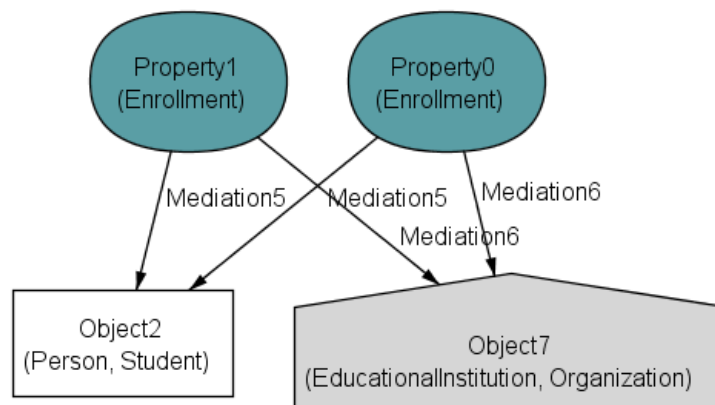 Property1
(Enrollment)
Property0
(Enrollment)
Mediation5
Mediation5
Mediation6
Mediation6
Object2
(Person, Student)
Object7
(EducationalInstitution, Organization)